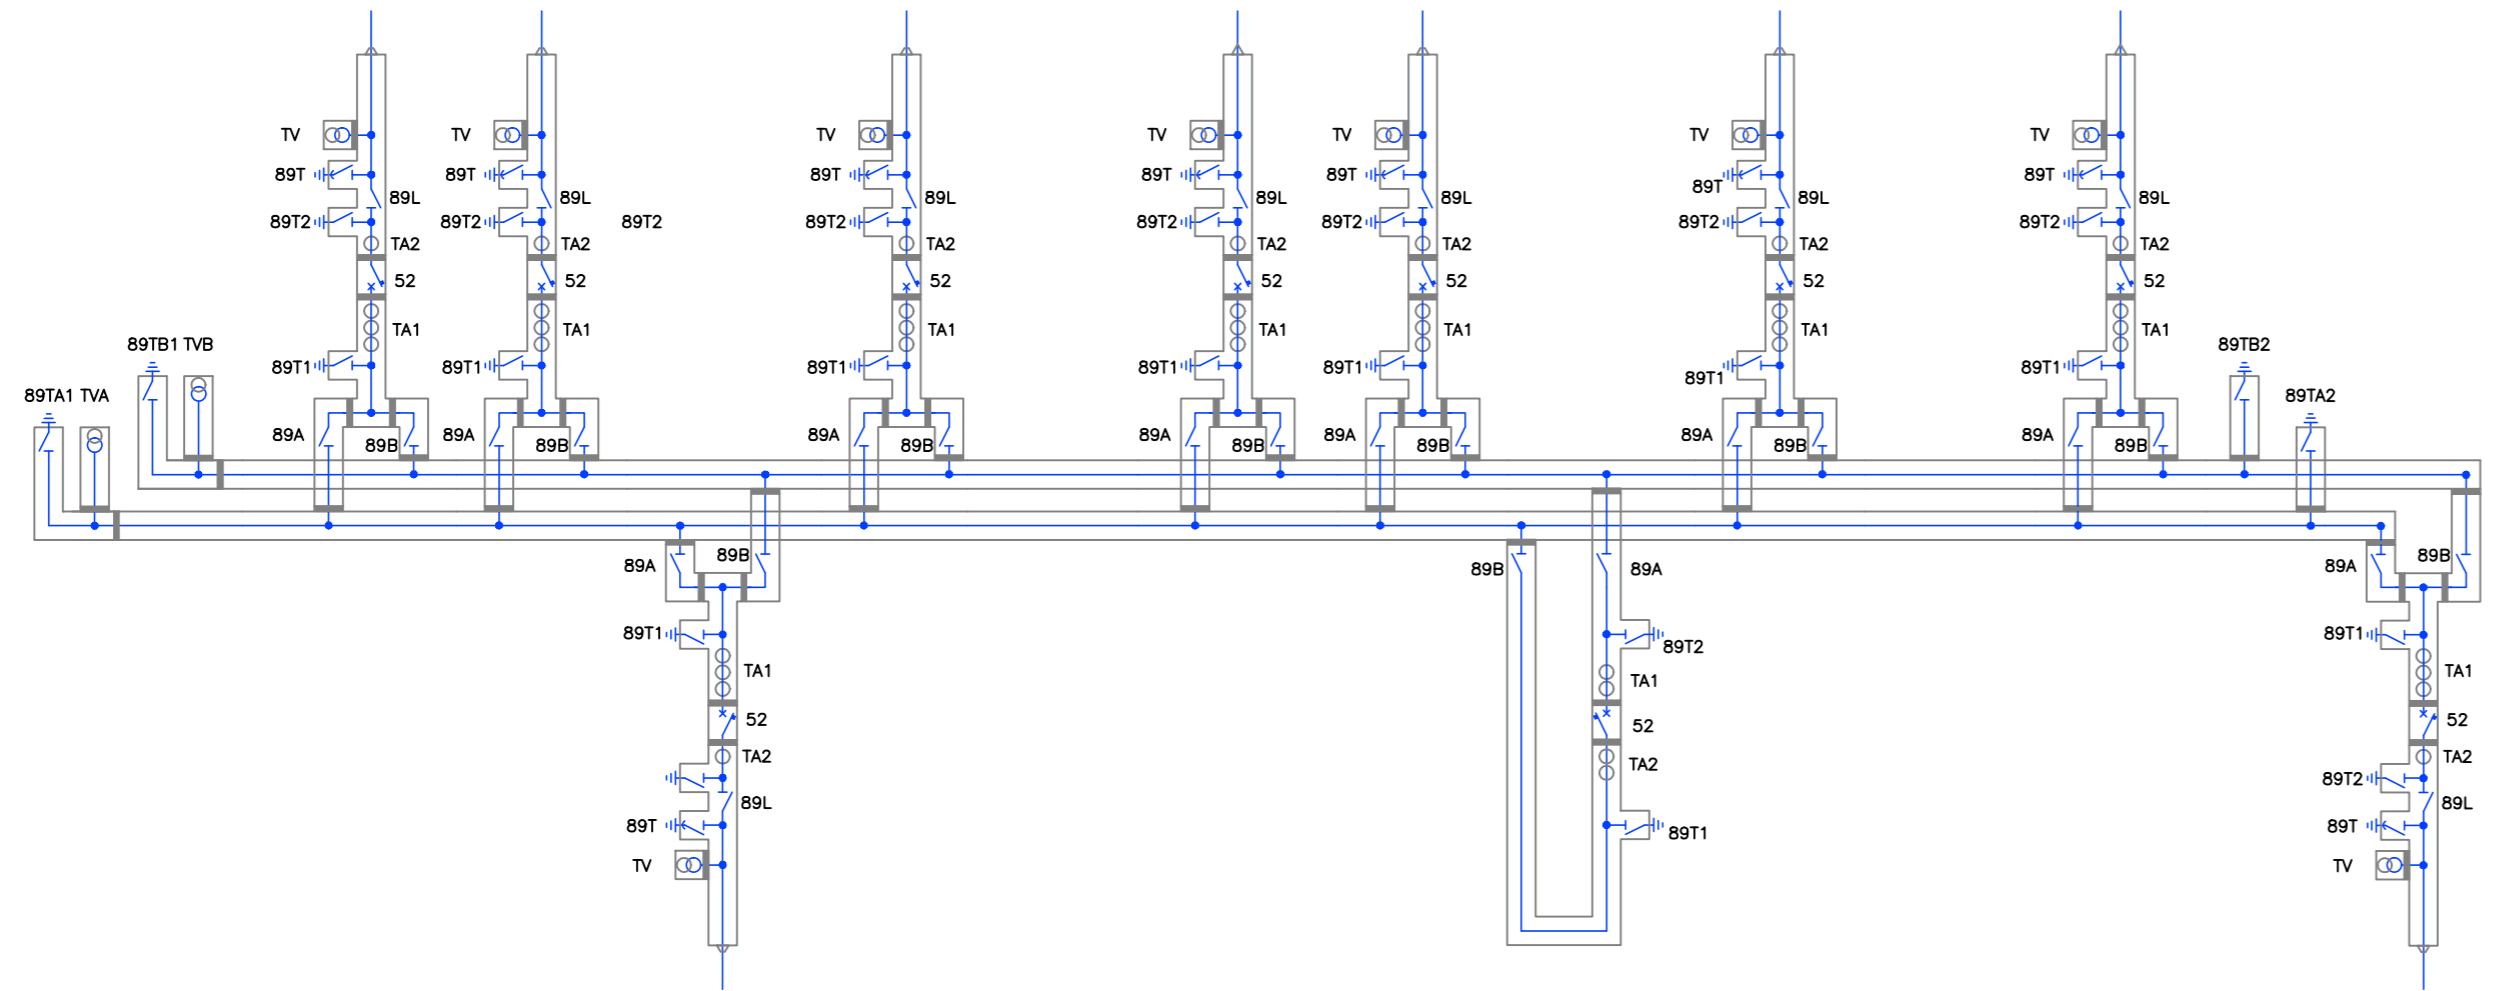 TV TV TV TV TV TV TV
89T 89T 89T 89T 89T 89T 89T
89L 89L 89L 89L 89L 89L 89L
89T2 89T2 89T2 89T2 89T2 89T2 89T2 89T2
TA2 TA2 TA2 TA2 TA2 TA2 TA2
52 52 52 52 52 52 52
TA1 TA1 TA1 TA1 TA1 TA1 TA1
89TB1 TVB 89TB2
89T1 89T1 89T1 89T1 89T1 89T1 89T1
89TA1 TVA 89TA2
89A 89A 89A 89A 89A 89A 89A
89B 89B 89B 89B 89B 89B 89B
89A 89B 89B 89A 89A 89B
89T1 89T2 89T1
TA1 TA1 TA1
52 52 52
TA2 TA2 TA2
89T2
89L 89L
89T 89T1 89T
TV TV